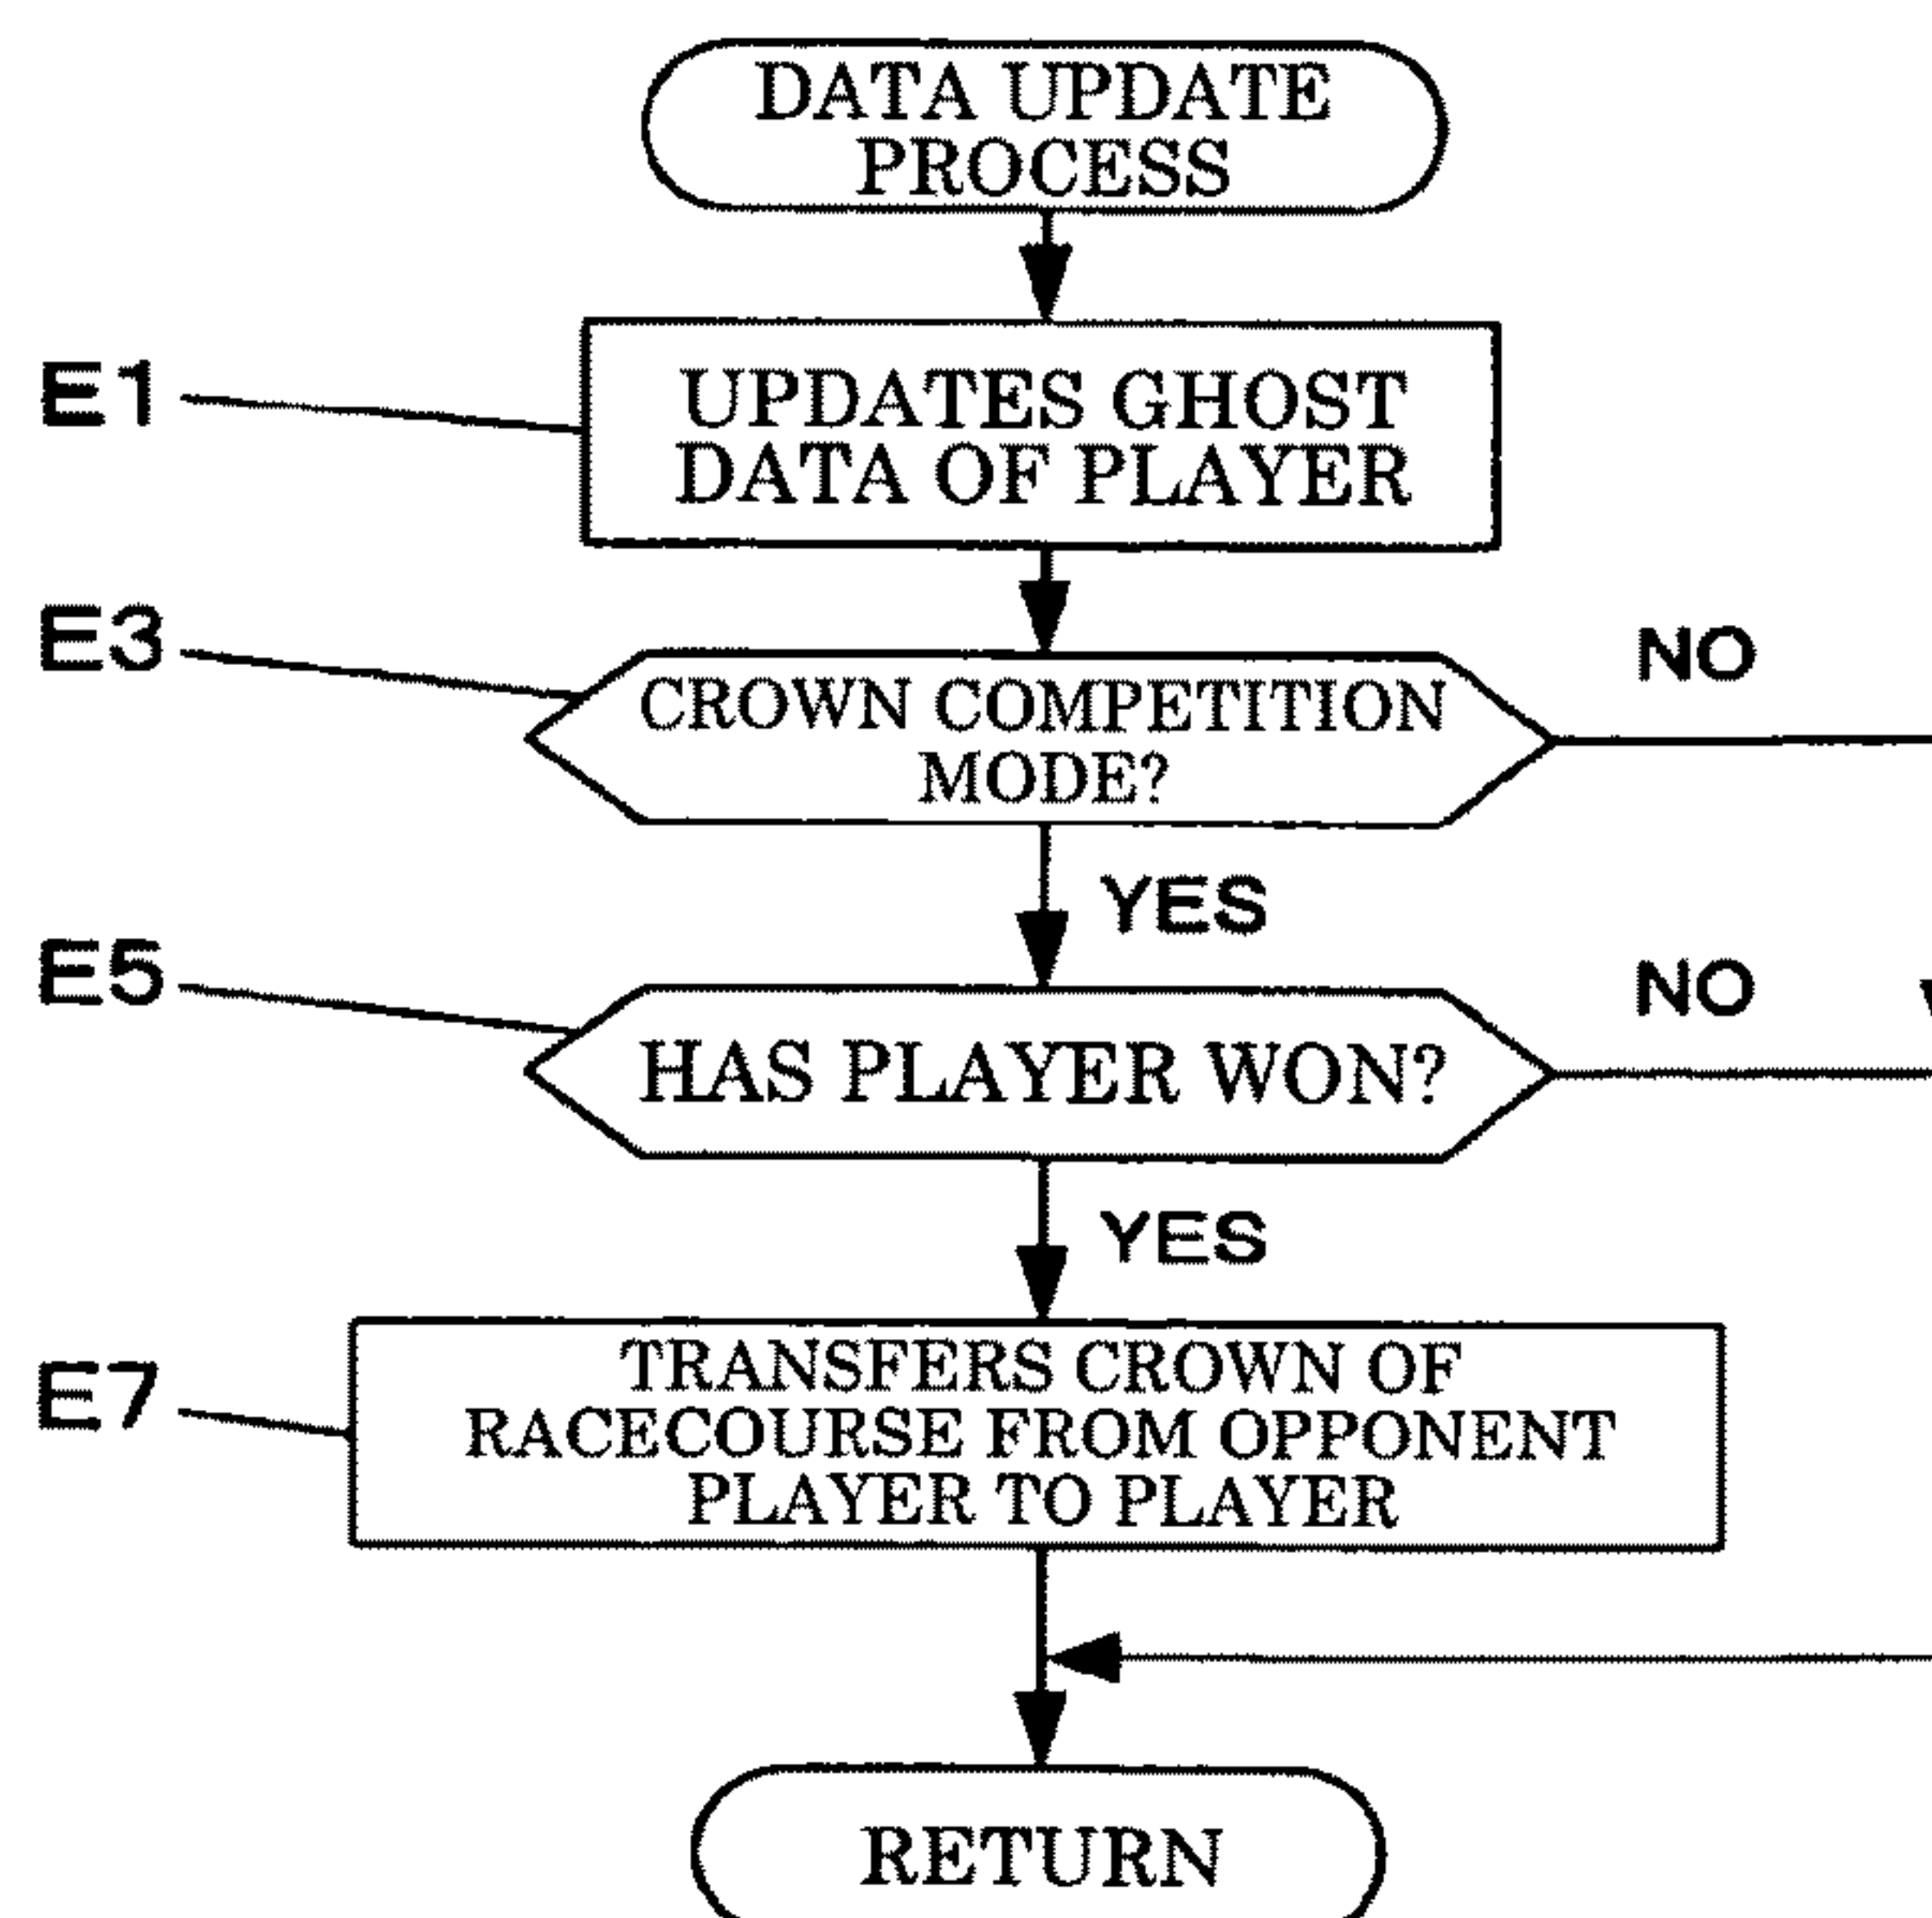 DATA UPDATE
PROCESS
E1
UPDATES GHOST
DATA OF PLAYER
E3
CROWN COMPETITION
MODE?
NO
YES
E5
HAS PLAYER WON?
NO
YES
E7
TRANSFERS CROWN OF
RACECOURSE FROM OPPONENT
PLAYER TO PLAYER
RETURN